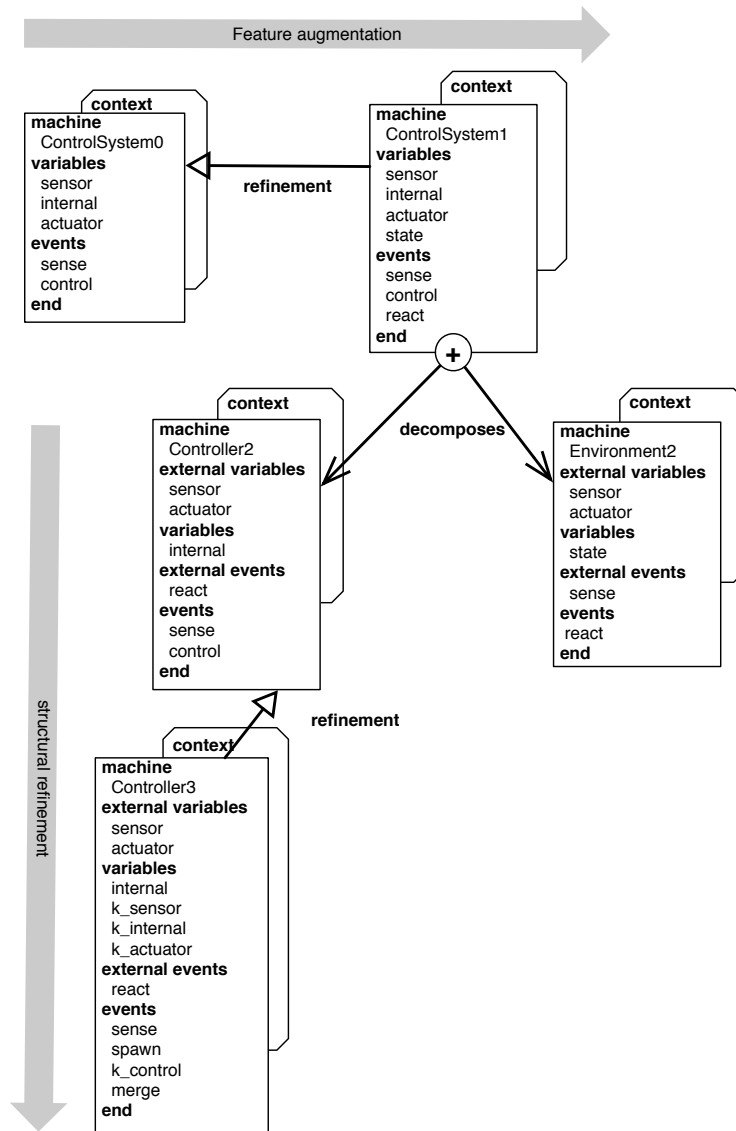 Feature augmentation
context
machine
ControlSystem0
variables
sensor
internal
actuator
events
sense
control
end
refinement
context
machine
ControlSystem1
variables
sensor
internal
actuator
state
events
sense
control
react
end
+
decomposes
context
machine
Controller2
external variables
sensor
actuator
variables
internal
external events
react
events
sense
control
end
context
machine
Environment2
external variables
sensor
actuator
variables
state
external events
sense
events
react
end
structural refinement
refinement
context
machine
Controller3
external variables
sensor
actuator
variables
internal
k_sensor
k_internal
k_actuator
external events
react
events
sense
spawn
k_control
merge
end